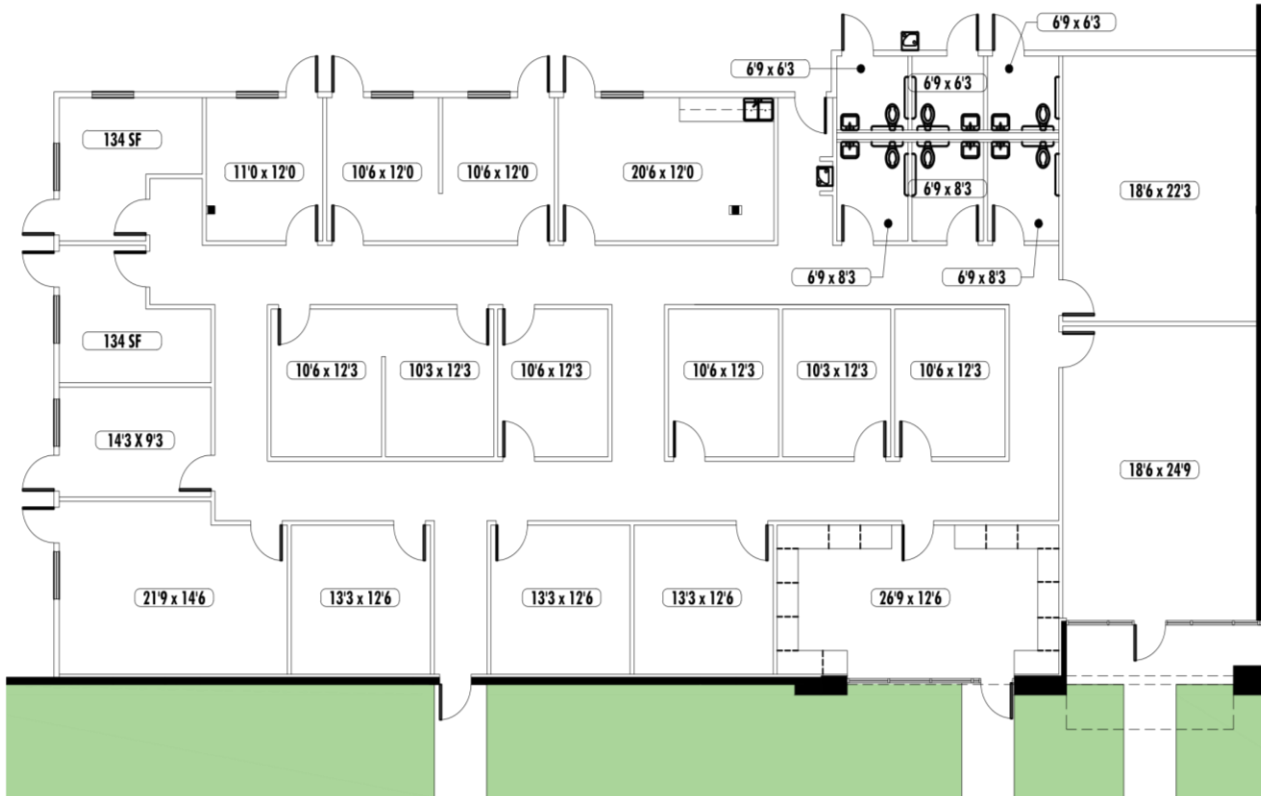 6'9 x 6'3
6'9 x 6'3
6'9 x 6'3
134 SF
11'0 x 12'0
10'6 x 12'0
10'6 x 12'0
20'6 x 12'0
6'9 x 8'3
18'6 x 22'3
6'9 x 8'3
6'9 x 8'3
134 SF
10'6 x 12'3
10'3 x 12'3
10'6 x 12'3
10'6 x 12'3
10'3 x 12'3
10'6 x 12'3
14'3 X 9'3
18'6 x 24'9
21'9 x 14'6
13'3 x 12'6
13'3 x 12'6
13'3 x 12'6
26'9 x 12'6